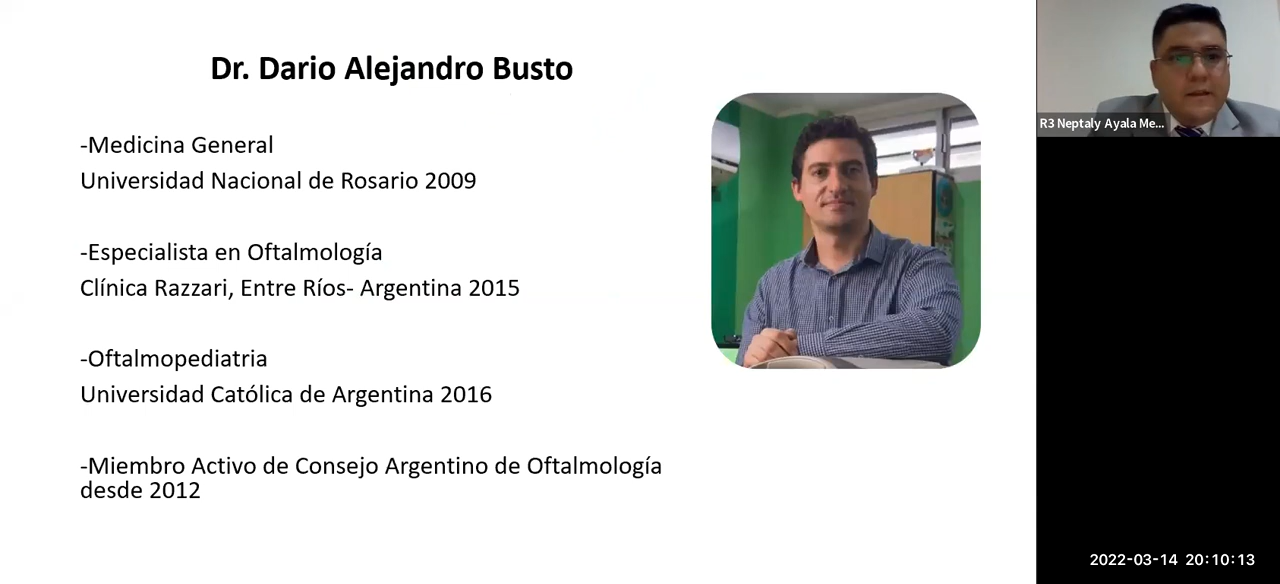 Dr. Dario Alejandro Busto
-Medicina General
Universidad Nacional de Rosario 2009
-Especialista en Oftalmología
Clínica Razzari, Entre Ríos- Argentina 2015
-Oftalmopediatria
Universidad Católica de Argentina 2016
-Miembro Activo de Consejo Argentino de Oftalmología
desde 2012
R3 Neptaly Ayala Me...
2022-03-14 20:10:13